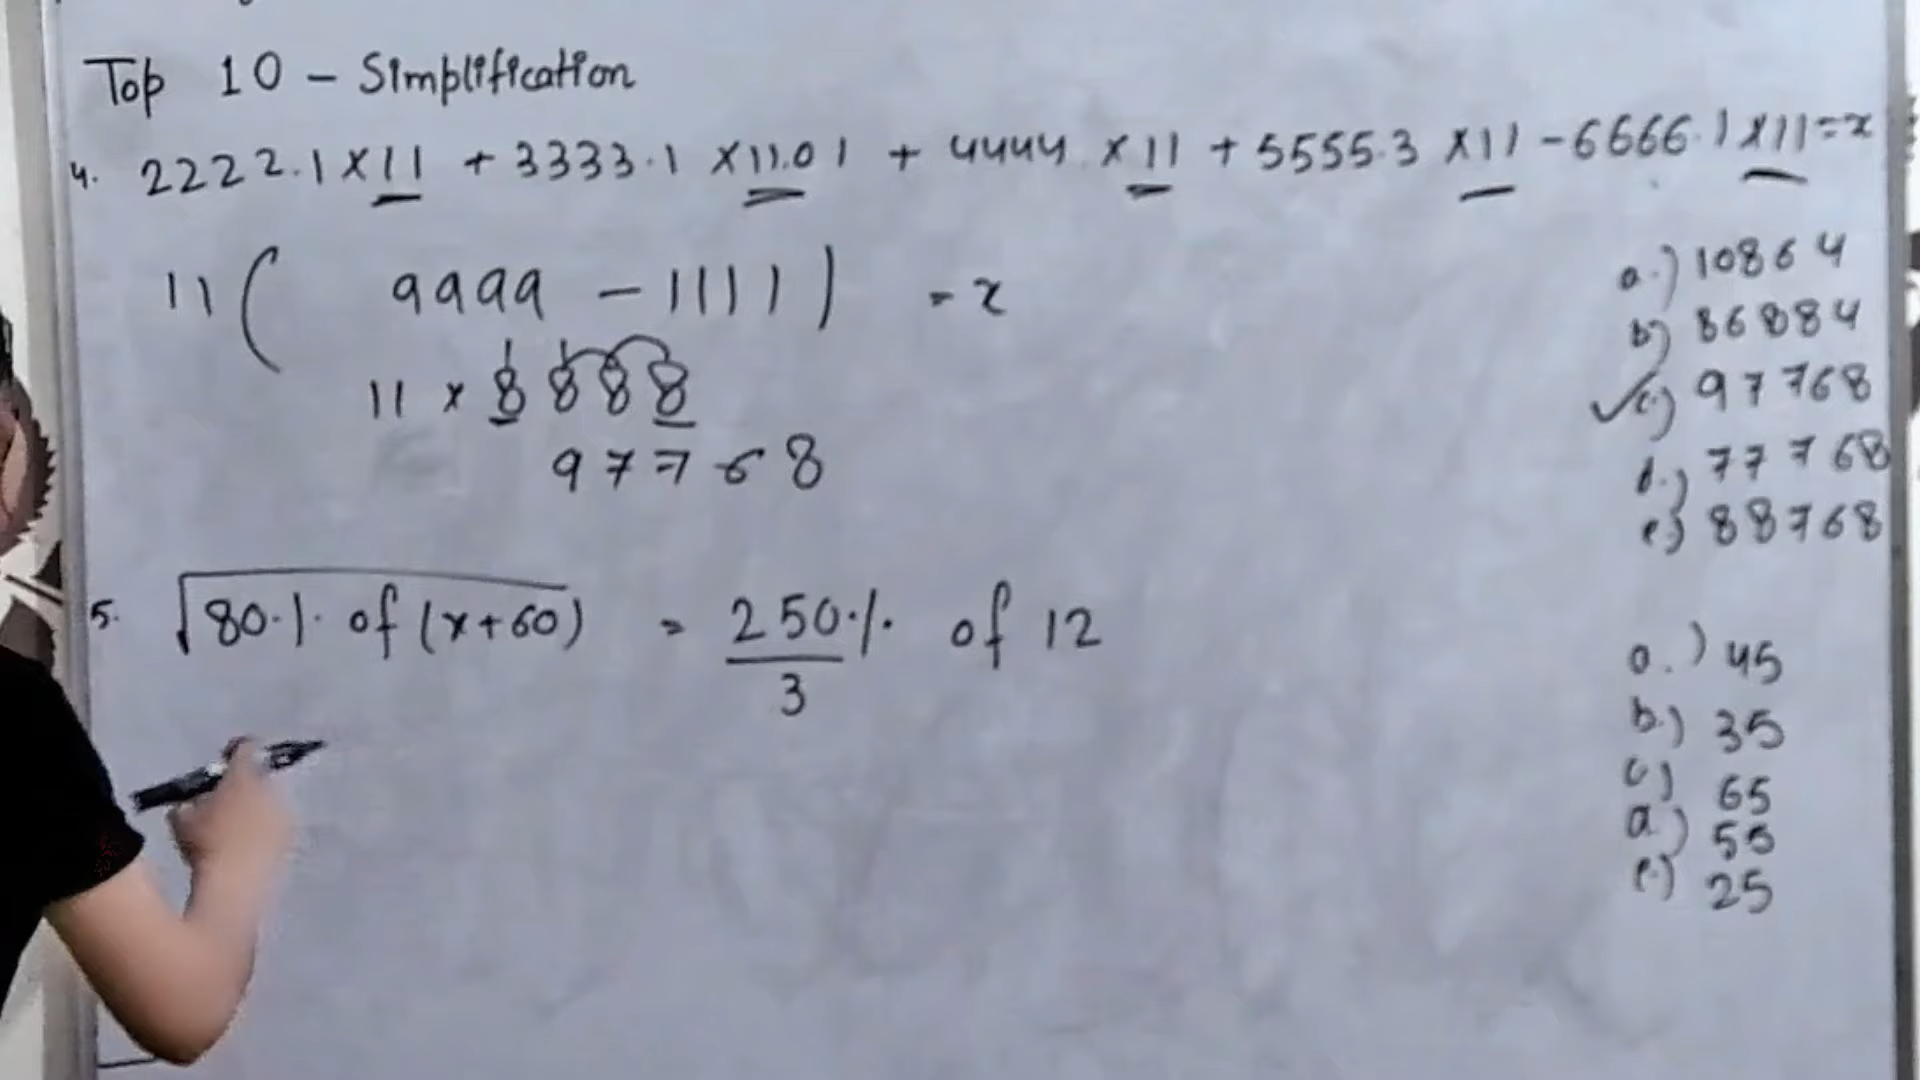 Top 10 - Simplification
4. 2222.1 x 11 + 3333.1 x 11.01 + 4444 x 11 + 5555.3 x 11 - 6666.1 x 11 = x
11 ( 9999 - 1111 ) = x
11 x 8888
97768
a.) 10864
b) 86884
✓c.) 97768
d.) 77768
e.) 88768
5. √80% of (x+60) = 250/3 % of 12
a.) 45
b.) 35
c) 65
d) 55
e.) 25